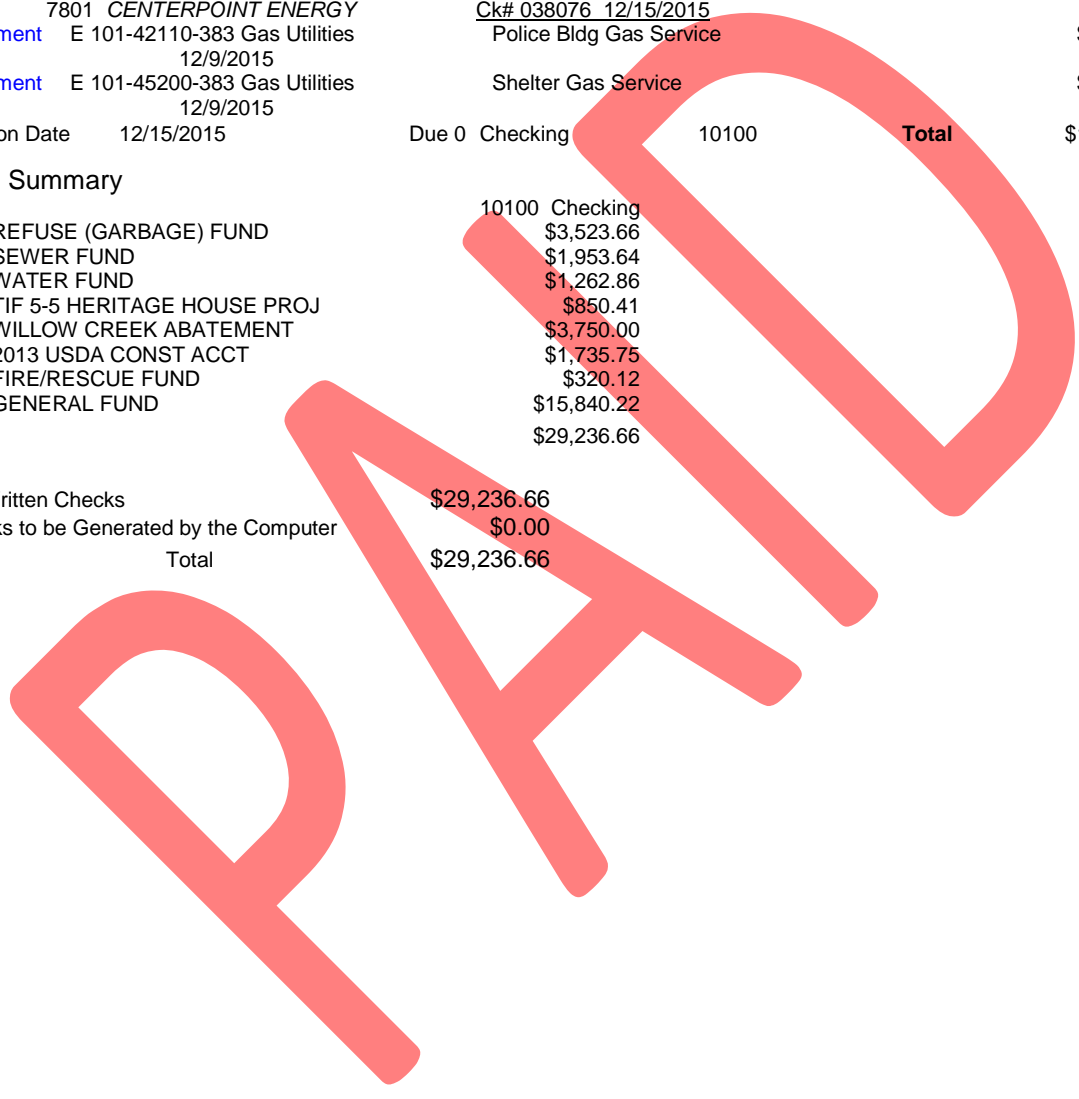 7801 CENTERPOINT ENERGY Ck# 038076 12/15/2015
ment E 101-42110-383 Gas Utilities Police Bldg Gas Service $
12/9/2015
ment E 101-45200-383 Gas Utilities Shelter Gas Service $
12/9/2015
on Date 12/15/2015 Due 0 Checking 10100 Total $
Summary
10100 Checking
REFUSE (GARBAGE) FUND $3,523.66
SEWER FUND $1,953.64
WATER FUND $1,262.86
TIF 5-5 HERITAGE HOUSE PROJ $850.41
WILLOW CREEK ABATEMENT $3,750.00
2013 USDA CONST ACCT $1,735.75
FIRE/RESCUE FUND $320.12
GENERAL FUND $15,840.22
$29,236.66
ritten Checks $29,236.66
ks to be Generated by the Computer $0.00
Total $29,236.66
PAID